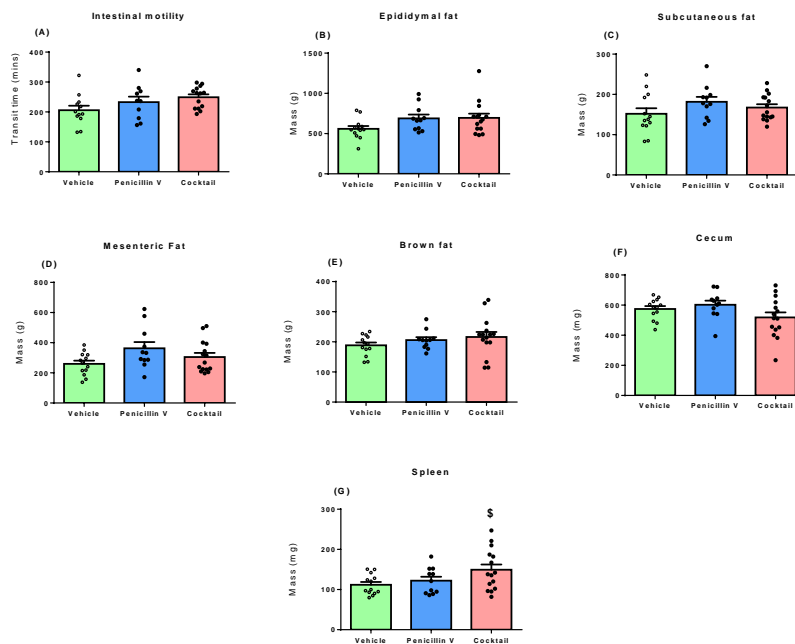 Intestinal motility
(A)
Transit time (mins)
400
300
200
100
0
Vehicle Penicillin V Cocktail
Epididymal fat
(B)
Mass (g)
1500
1000
500
0
Vehicle Penicillin V Cocktail
Subcutaneous fat
(C)
Mass (g)
300
200
100
0
Vehicle Penicillin V Cocktail
Mesenteric Fat
(D)
Mass (g)
800
600
400
200
0
Vehicle Penicillin V Cocktail
Brown fat
(E)
Mass (g)
400
300
200
100
0
Vehicle Penicillin V Cocktail
Cecum
(F)
Mass (mg)
800
600
400
200
0
Vehicle Penicillin V Cocktail
Spleen
(G)
$
Mass (mg)
300
200
100
0
Vehicle Penicillin V Cocktail